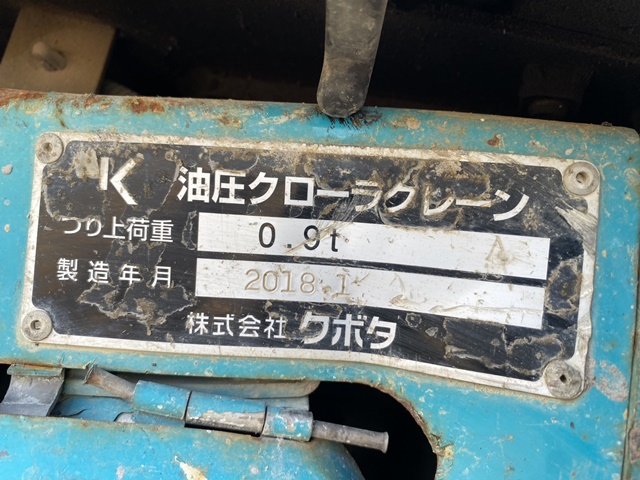 K 油圧クローラクレーン
つり上荷重 0.9t
製造年月 2018.1
株式会社 クボタ